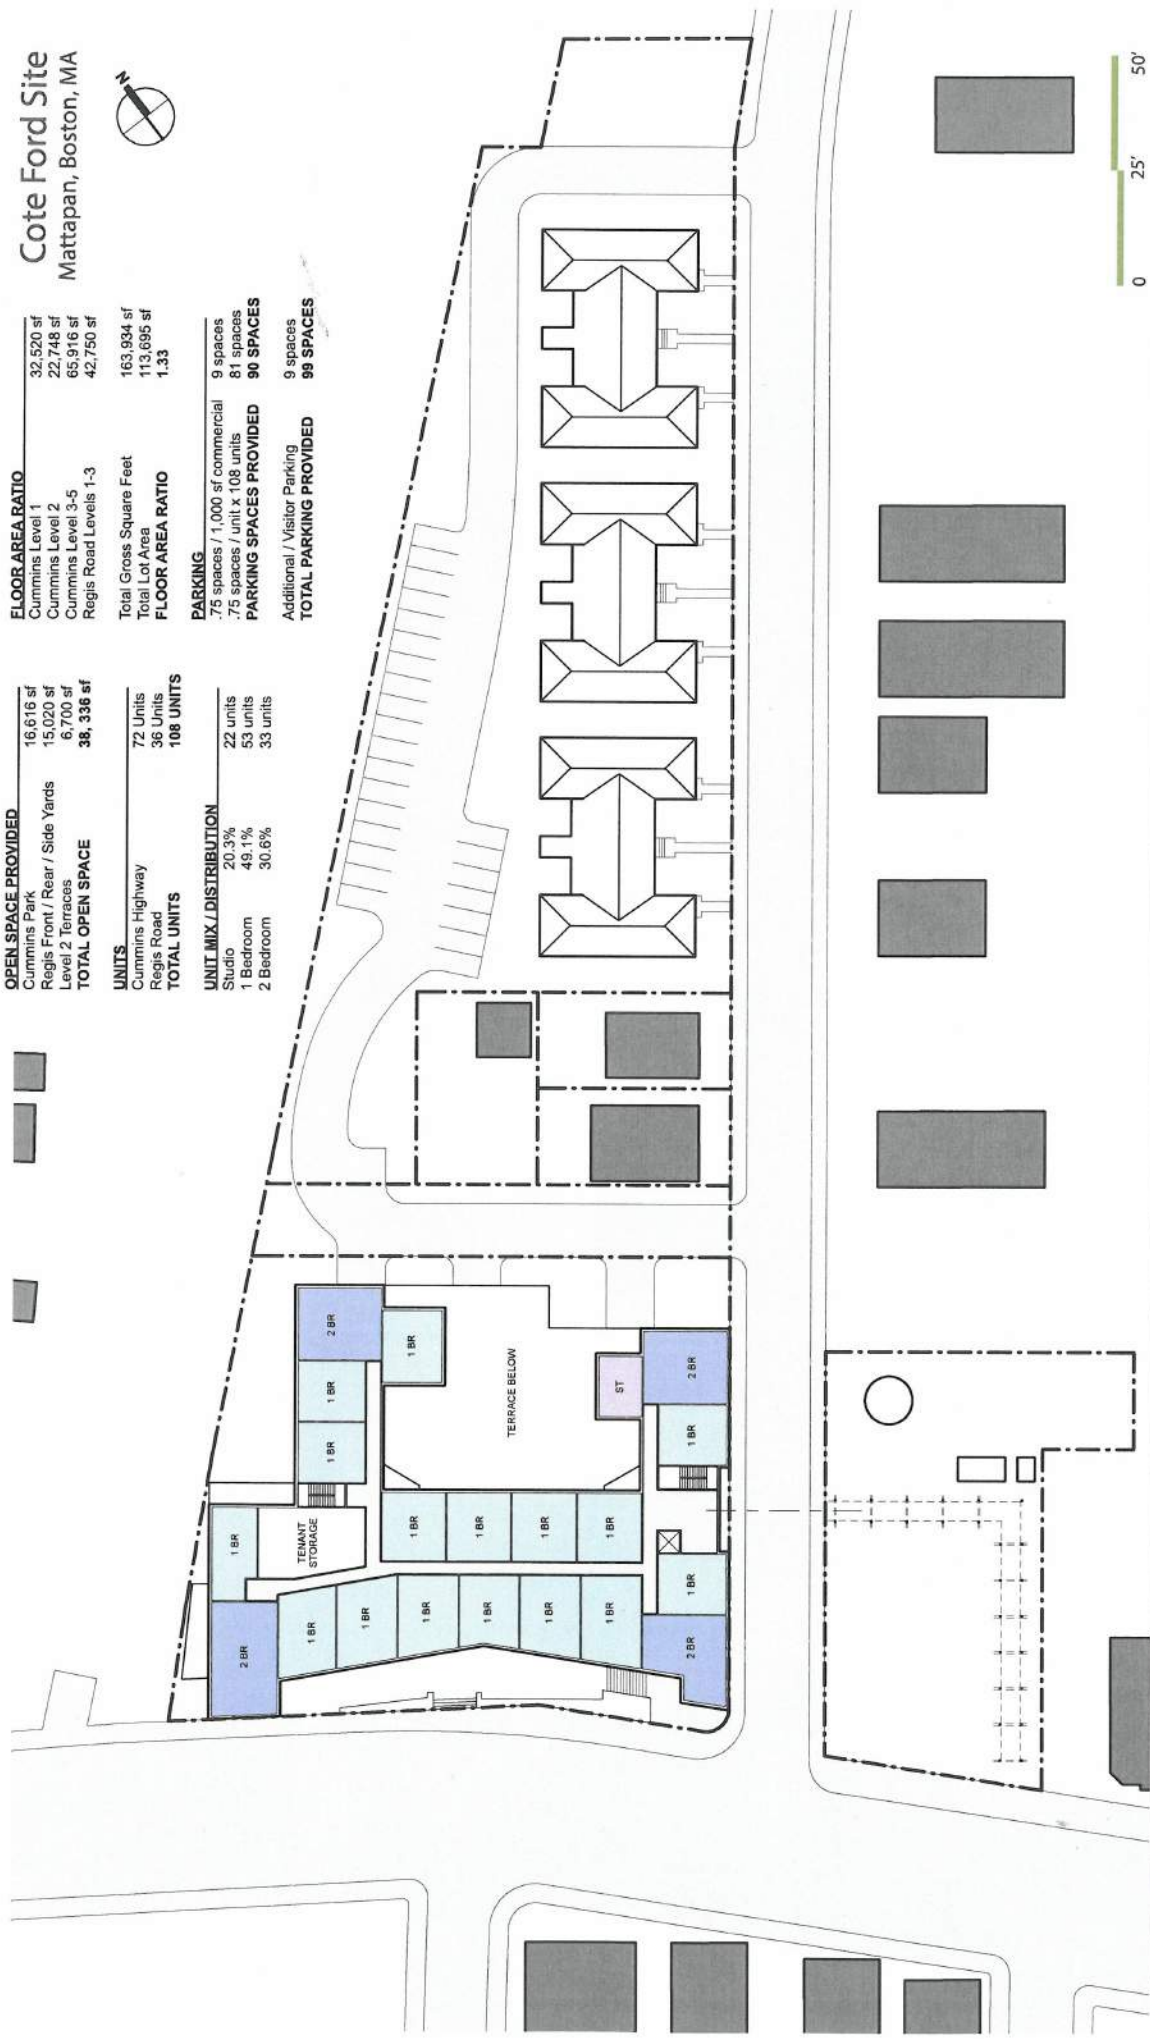 Cote Ford Site
Mattapan, Boston, MA
N
OPEN SPACE PROVIDED
Cummins Park 16,616 sf
Regis Front / Rear / Side Yards 15,020 sf
Level 2 Terraces 6,700 sf
TOTAL OPEN SPACE 38, 336 sf
UNITS
Cummins Highway 72 Units
Regis Road 36 Units
TOTAL UNITS 108 UNITS
UNIT MIX / DISTRIBUTION
Studio 20.3% 22 units
1 Bedroom 49.1% 53 units
2 Bedroom 30.6% 33 units
FLOOR AREA RATIO
Cummins Level 1 32,520 sf
Cummins Level 2 22,748 sf
Cummins Level 3-5 65,916 sf
Regis Road Levels 1-3 42,750 sf
Total Gross Square Feet 163,934 sf
Total Lot Area 113,695 sf
FLOOR AREA RATIO 1.33
PARKING
.75 spaces / 1,000 sf commercial 9 spaces
.75 spaces / unit x 108 units 81 spaces
PARKING SPACES PROVIDED 90 SPACES
Additional / Visitor Parking 9 spaces
TOTAL PARKING PROVIDED 99 SPACES
2 BR
1 BR
1 BR
1 BR
1 BR
TENANT
STORAGE
2 BR
1 BR
1 BR
1 BR
1 BR
1 BR
1 BR
1 BR
1 BR
1 BR
1 BR
TERRACE BELOW
ST
2 BR
1 BR
1 BR
2 BR
0 25' 50'